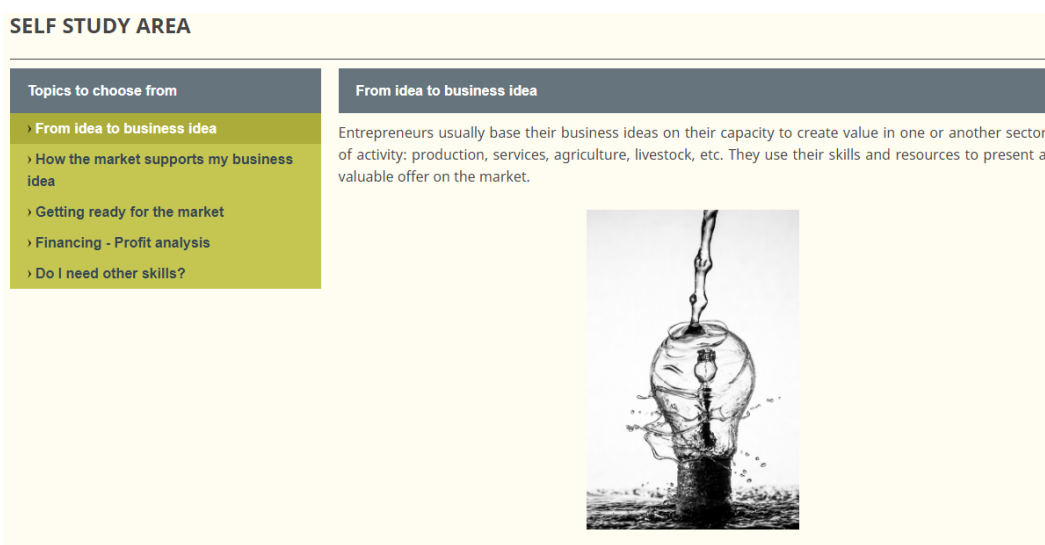 SELF STUDY AREA
Topics to choose from
› From idea to business idea
› How the market supports my business
idea
› Getting ready for the market
› Financing - Profit analysis
› Do I need other skills?
From idea to business idea
Entrepreneurs usually base their business ideas on their capacity to create value in one or another sector
of activity: production, services, agriculture, livestock, etc. They use their skills and resources to present a
valuable offer on the market.